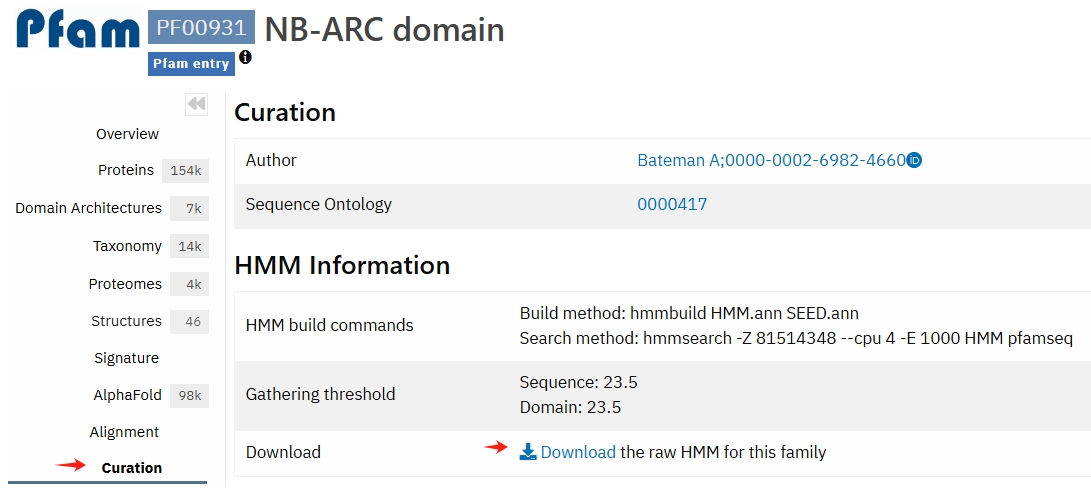 Pfam PF00931 NB-ARC domain
Pfam entry i
Overview
Proteins 154k
Domain Architectures 7k
Taxonomy 14k
Proteomes 4k
Structures 46
Signature
AlphaFold 98k
Alignment
Curation
Curation
Author Bateman A;0000-0002-6982-4660 iD
Sequence Ontology 0000417
HMM Information
HMM build commands
Build method: hmmbuild HMM.ann SEED.ann
Search method: hmmsearch -Z 81514348 --cpu 4 -E 1000 HMM pfamseq
Gathering threshold
Sequence: 23.5
Domain: 23.5
Download Download the raw HMM for this family